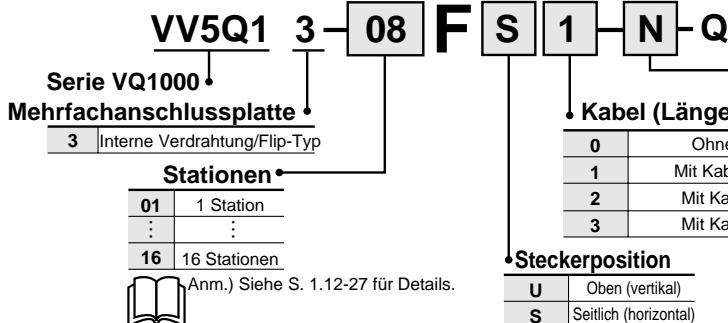 VV5Q1 3 - 08 F S 1 - N - Q
Serie VQ1000
Mehrfachanschlussplatte
3 Interne Verdrahtung/Flip-Typ
Stationen
01 1 Station
⋮ ⋮
16 16 Stationen
Anm.) Siehe S. 1.12-27 für Details.
Kabel (Länge
0 Ohne
1 Mit Kab
2 Mit Ka
3 Mit Ka
Steckerposition
U Oben (vertikal)
S Seitlich (horizontal)